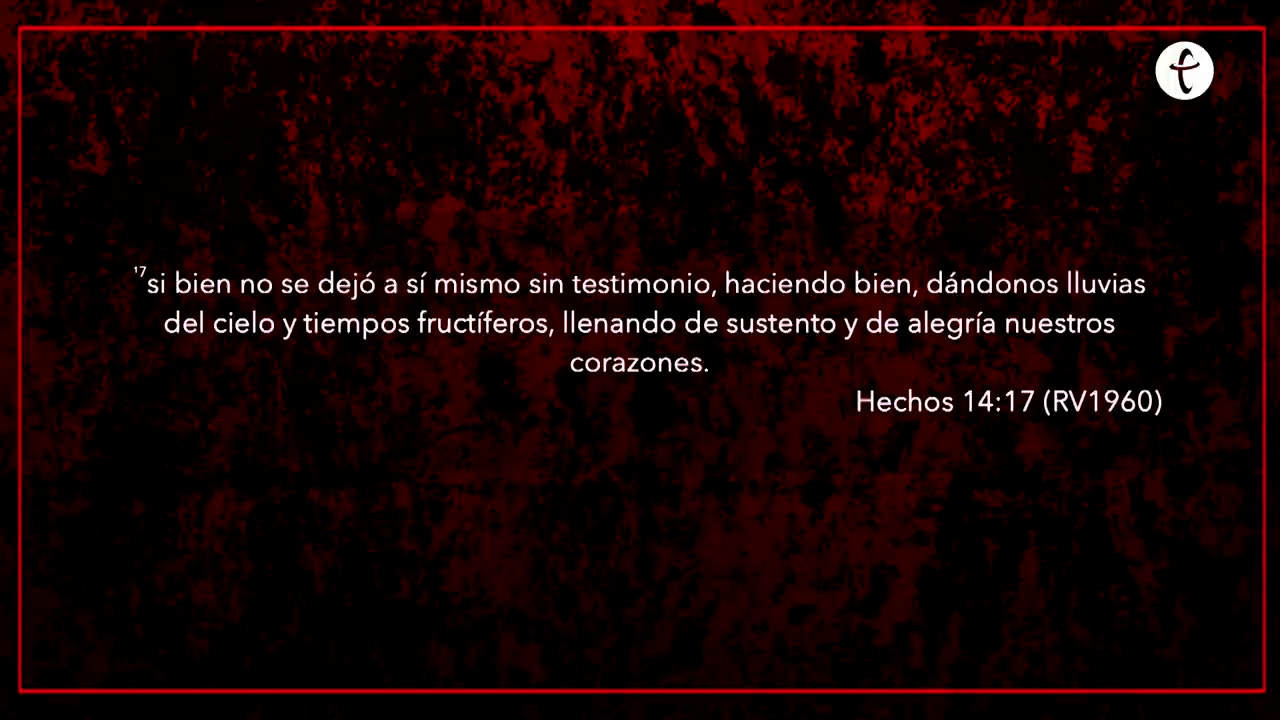 ¹⁷si bien no se dejó a sí mismo sin testimonio, haciendo bien, dándonos lluvias
del cielo y tiempos fructíferos, llenando de sustento y de alegría nuestros
corazones.
Hechos 14:17 (RV1960)